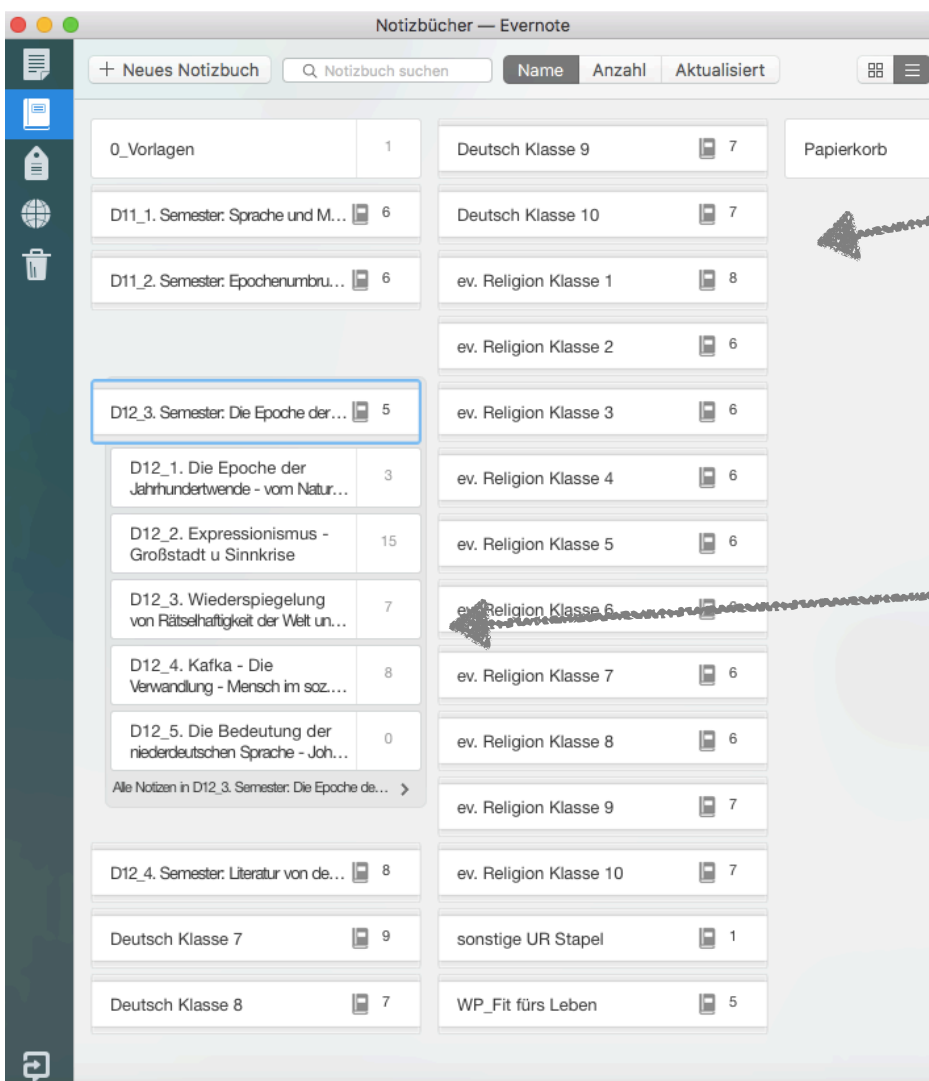 Notizbücher — Evernote
+ Neues Notizbuch
Notizbuch suchen
Name
Anzahl
Aktualisiert
0_Vorlagen 1
D11_1. Semester: Sprache und M... 6
D11_2. Semester: Epochenumbru... 6
D12_3. Semester: Die Epoche der... 5
D12_1. Die Epoche der
Jahrhundertwende - vom Natur... 3
D12_2. Expressionismus -
Großstadt u Sinnkrise 15
D12_3. Wiederspiegelung
von Rätselhaftigkeit der Welt un... 7
D12_4. Kafka - Die
Verwandlung - Mensch im soz.... 8
D12_5. Die Bedeutung der
niederdeutschen Sprache - Joh... 0
Alle Notizen in D12_3. Semester: Die Epoche de...
D12_4. Semester: Literatur von de... 8
Deutsch Klasse 7 9
Deutsch Klasse 8 7
Deutsch Klasse 9 7
Deutsch Klasse 10 7
ev. Religion Klasse 1 8
ev. Religion Klasse 2 6
ev. Religion Klasse 3 6
ev. Religion Klasse 4 6
ev. Religion Klasse 5 6
ev. Religion Klasse 6
ev. Religion Klasse 7 6
ev. Religion Klasse 8 6
ev. Religion Klasse 9 7
ev. Religion Klasse 10 7
sonstige UR Stapel 1
WP_Fit fürs Leben 5
Papierkorb